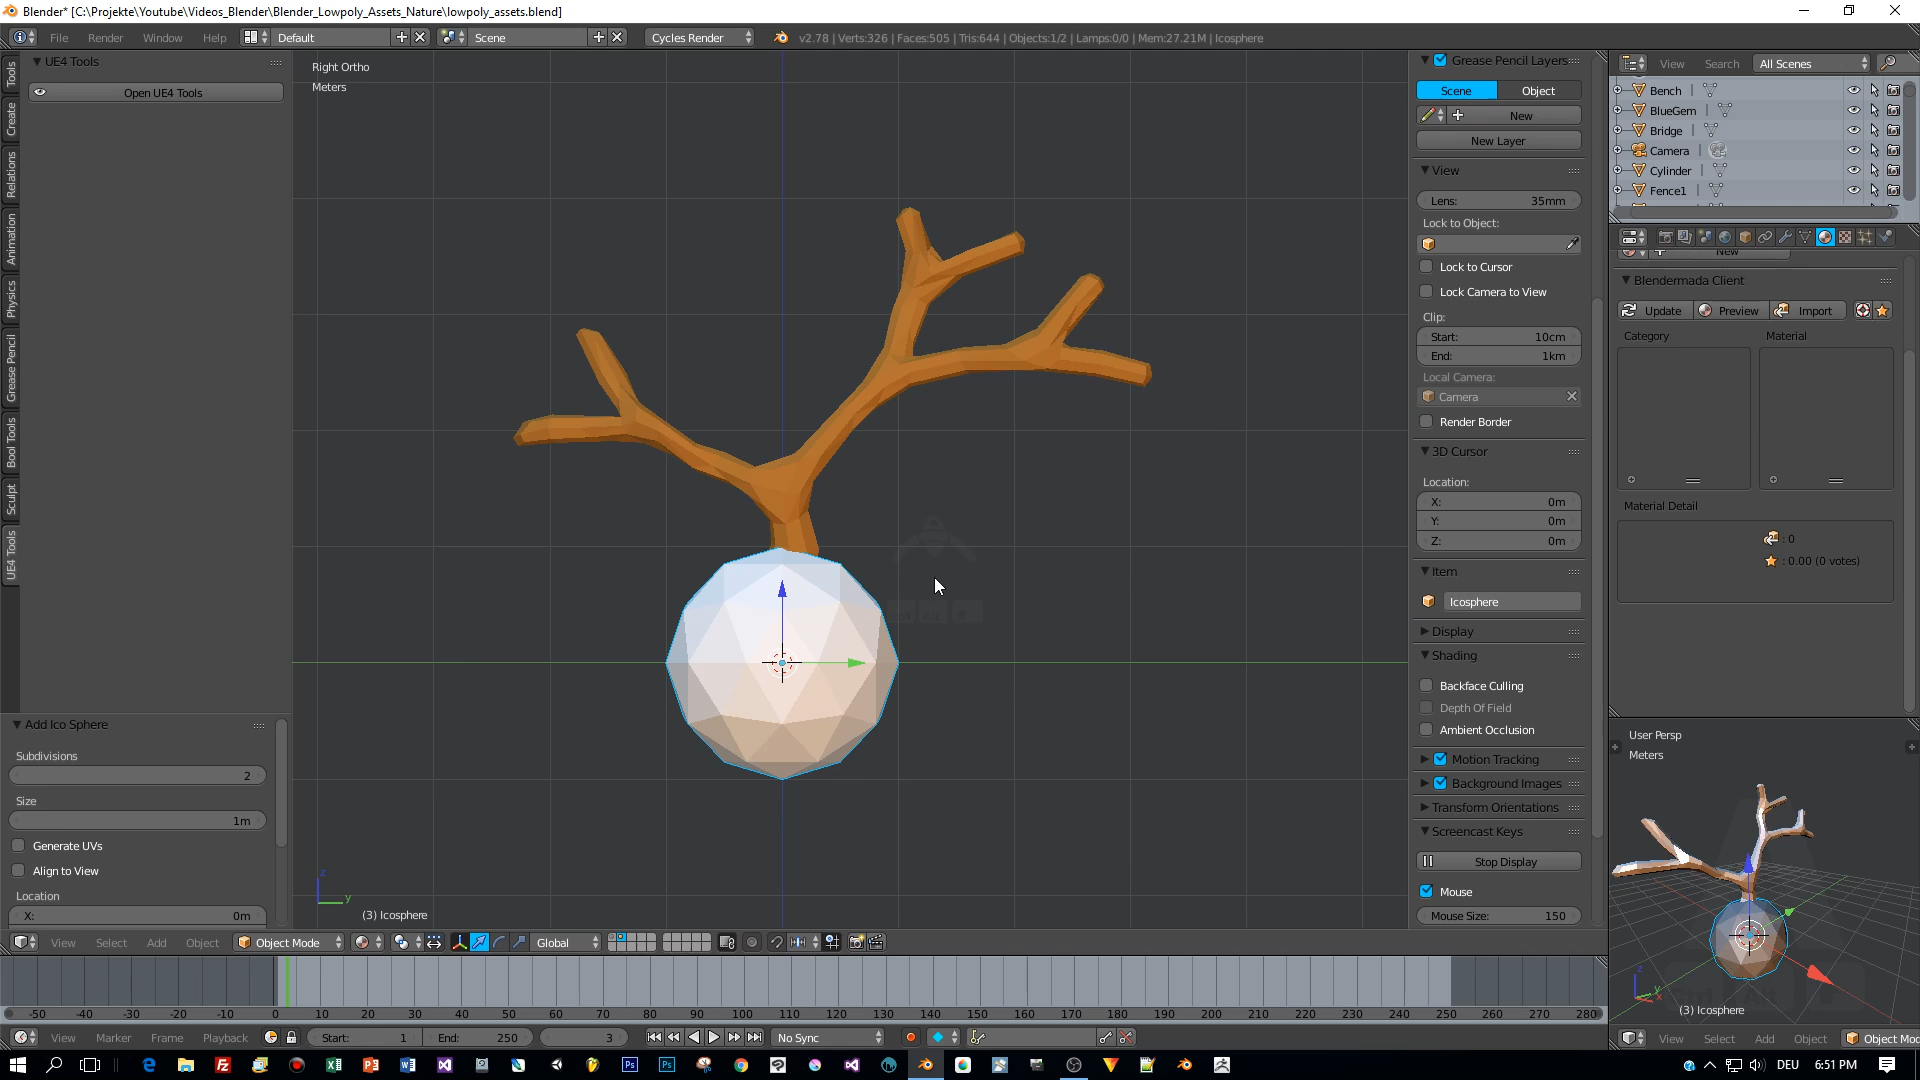 Blender* [C:\Projekte\Youtube\Videos_Blender\Blender_Lowpoly_Assets_Nature\lowpoly_assets.blend]
File Render Window Help Default Scene Cycles Render v2.78 | Verts:326 | Faces:505 | Tris:644 | Objects:1/2 | Lamps:0/0 | Mem:27.21M | Icosphere
UE4 Tools
Open UE4 Tools
Tools
Create
Relations
Animation
Physics
Grease Pencil
Bool Tools
Sculpt
UE4 Tools
Add Ico Sphere
Subdivisions
2
Size
1m
Generate UVs
Align to View
Location
X: 0m
Right Ortho
Meters
z
y
(3) Icosphere
View Select Add Object Object Mode Global
Grease Pencil Layers
Scene Object
New
New Layer
View
Lens: 35mm
Lock to Object:
Lock to Cursor
Lock Camera to View
Clip:
Start: 10cm
End: 1km
Local Camera:
Camera
Render Border
3D Cursor
Location:
X: 0m
Y: 0m
Z: 0m
Item
Icosphere
Display
Shading
Backface Culling
Depth Of Field
Ambient Occlusion
Motion Tracking
Background Images
Transform Orientations
Screencast Keys
Stop Display
Mouse
Mouse Size: 150
View Search All Scenes
Bench
BlueGem
Bridge
Camera
Cylinder
Fence1
New
Blendermada Client
Update Preview Import
Category Material
Material Detail
: 0
: 0.00 (0 votes)
User Persp
Meters
z
y
x
(3) Icosphere
View Select Add Object Object Mod
-50 -40 -30 -20 -10 0 10 20 30 40 50 60 70 80 90 100 110 120 130 140 150 160 170 180 190 200 210 220 230 240 250 260 270 280
View Marker Frame Playback Start: 1 End: 250 3 No Sync
DEU 6:51 PM